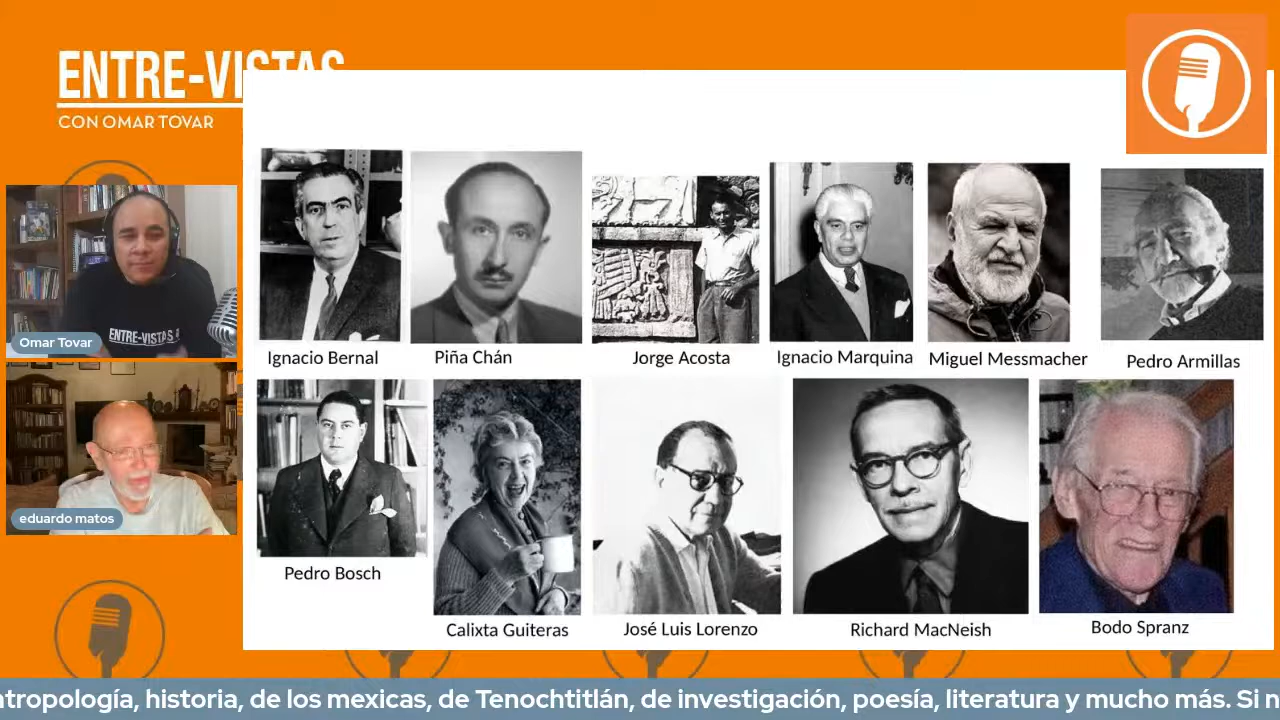 ENTRE-VISTAS
CON OMAR TOVAR
ENTRE-VISTAS
Omar Tovar
eduardo matos
Ignacio Bernal
Piña Chán
Jorge Acosta
Ignacio Marquina
Miguel Messmacher
Pedro Armillas
Pedro Bosch
Calixta Guiteras
José Luis Lorenzo
Richard MacNeish
Bodo Spranz
ntropología, historia, de los mexicas, de Tenochtitlán, de investigación, poesía, literatura y mucho más. Si n